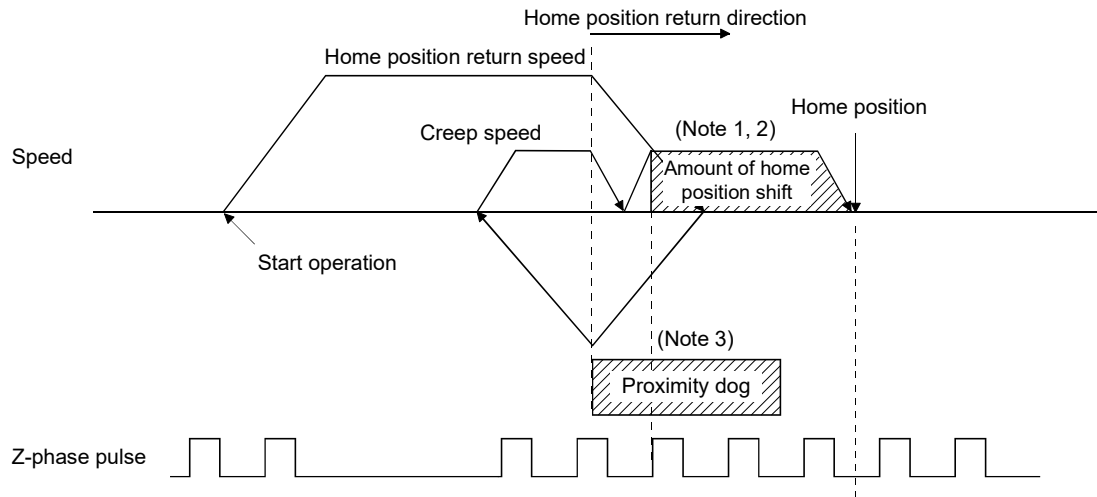 Home position return direction
Home position return speed
Home position
Creep speed
(Note 1, 2)
Speed
Amount of home
position shift
Start operation
(Note 3)
Proximity dog
Z-phase pulse